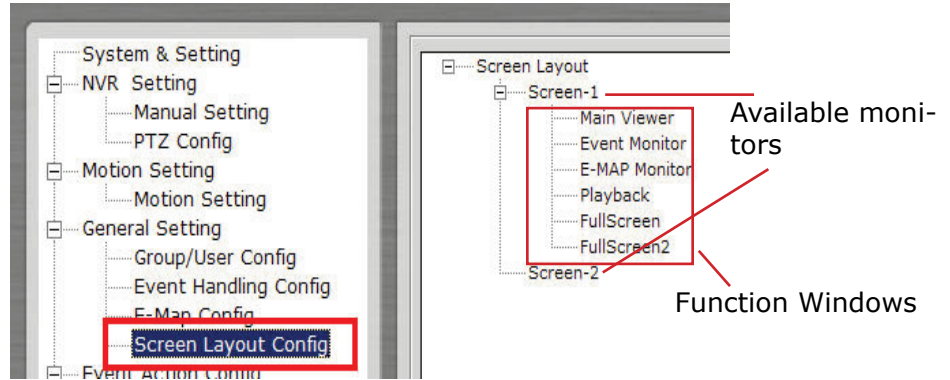 System & Setting
NVR Setting
Manual Setting
PTZ Config
Motion Setting
Motion Setting
General Setting
Group/User Config
Event Handling Config
E-Map Config
Screen Layout Config
Event Action Config
Screen Layout
Screen-1
Main Viewer
Event Monitor
E-MAP Monitor
Playback
FullScreen
FullScreen2
Screen-2
Available moni-
tors
Function Windows